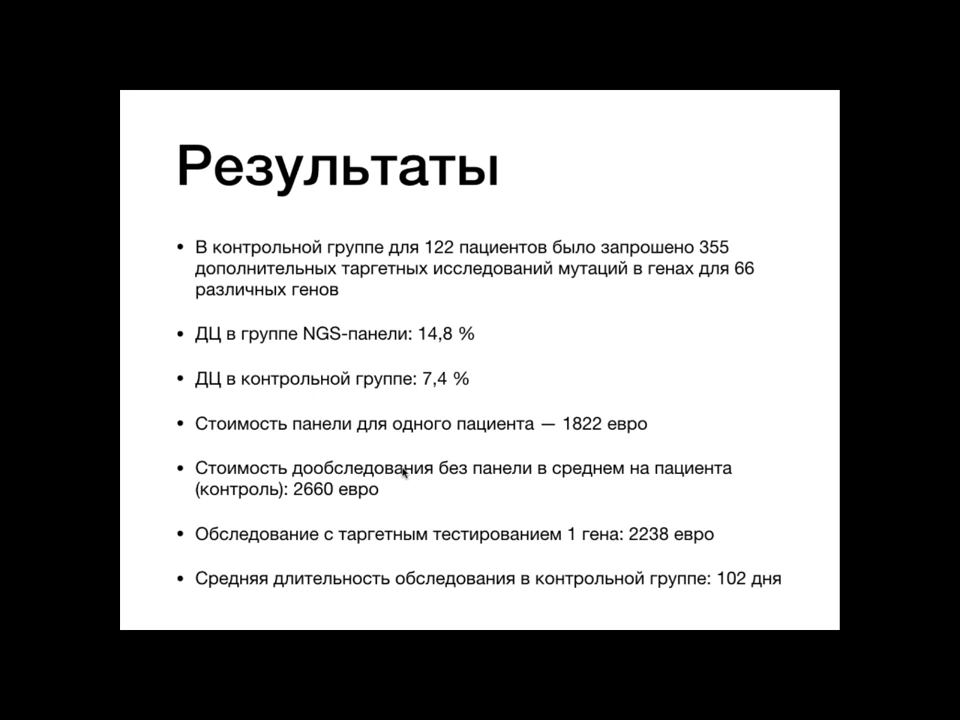 Результаты
• В контрольной группе для 122 пациентов было запрошено 355
дополнительных таргетных исследований мутаций в генах для 66
различных генов
• ДЦ в группе NGS-панели: 14,8 %
• ДЦ в контрольной группе: 7,4 %
• Стоимость панели для одного пациента — 1822 евро
• Стоимость дообследования без панели в среднем на пациента
(контроль): 2660 евро
• Обследование с таргетным тестированием 1 гена: 2238 евро
• Средняя длительность обследования в контрольной группе: 102 дня